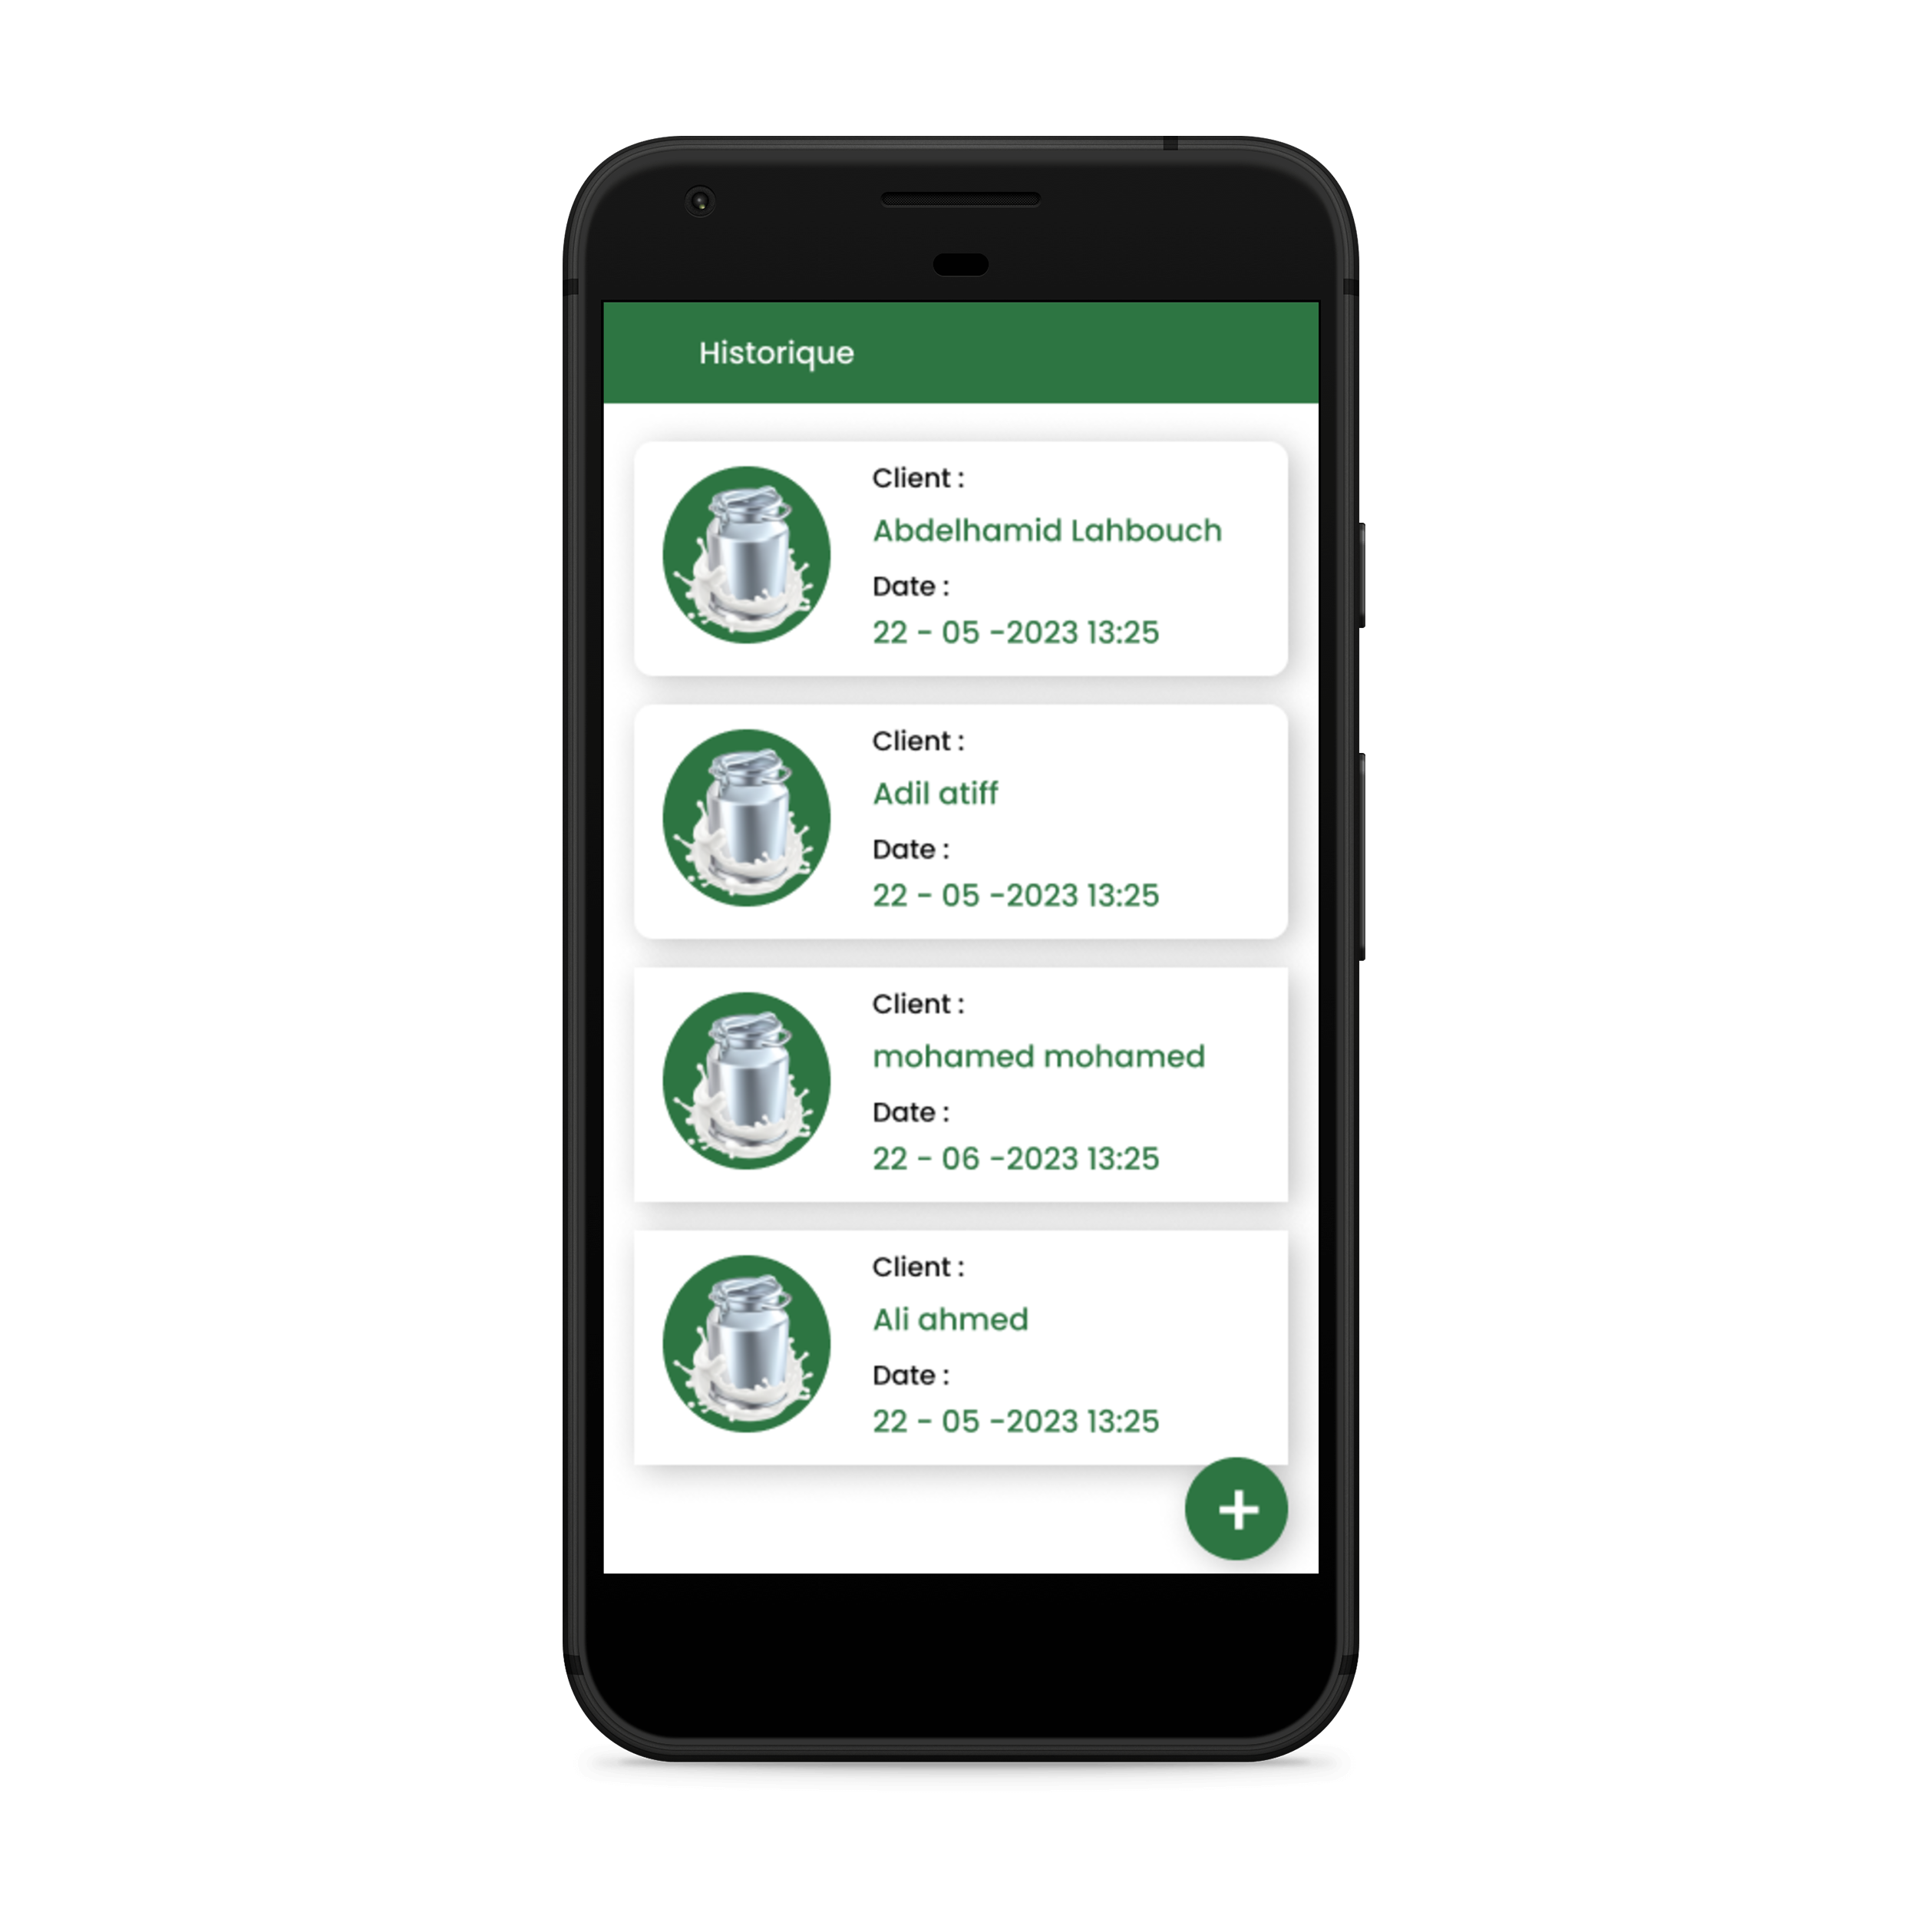 Historique
Client :
Abdelhamid Lahbouch
Date :
22 - 05 -2023 13:25
Client :
Adil atiff
Date :
22 - 05 -2023 13:25
Client :
mohamed mohamed
Date :
22 - 06 -2023 13:25
Client :
Ali ahmed
Date :
22 - 05 -2023 13:25
+